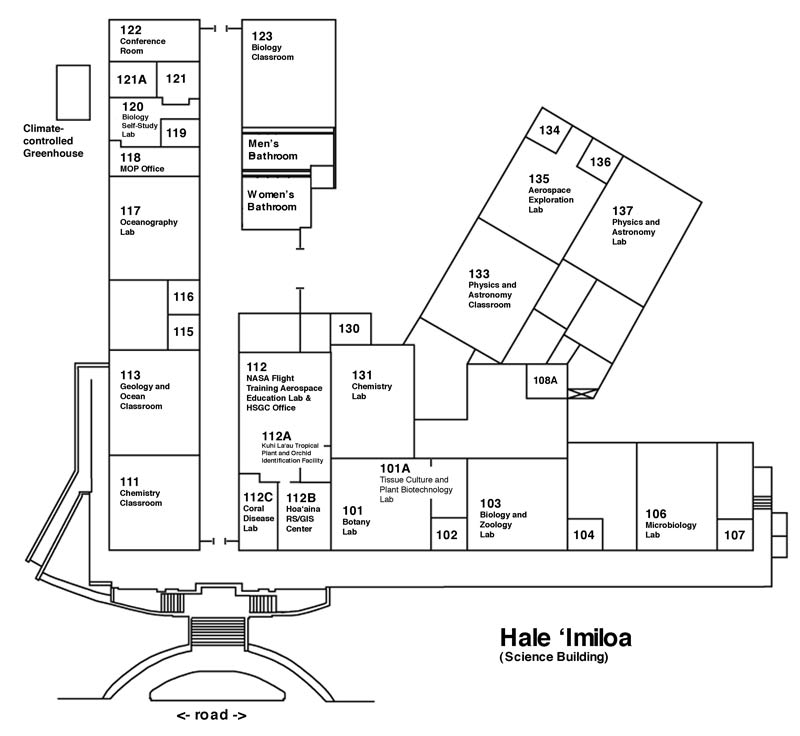 122
Conference
Room
123
Biology
Classroom
121A
121
120
Biology
Self-Study
Lab
119
Climate-
controlled
Greenhouse
118
MOP Office
Men's
Bathroom
Women's
Bathroom
117
Oceanography
Lab
116
115
134
136
135
Aerospace
Exploration
Lab
137
Physics and
Astronomy
Lab
133
Physics and
Astronomy
Classroom
130
113
Geology and
Ocean
Classroom
112
NASA Flight
Training Aerospace
Education Lab &
HSGC Office
131
Chemistry
Lab
108A
112A
Kuhi La'au Tropical
Plant and Orchid
Identification Facility
111
Chemistry
Classroom
112C
Coral
Disease
Lab
112B
Hoa'aina
RS/GIS
Center
101A
Tissue Culture and
Plant Biotechnology
Lab
101
Botany
Lab
102
103
Biology and
Zoology
Lab
104
106
Microbiology
Lab
107
Hale ‘Imiloa
(Science Building)
<- road ->